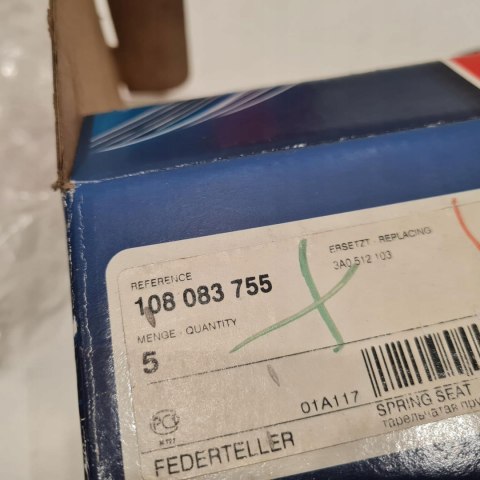 REFERENCE
108 083 755
ERSETZT · REPLACING
3A0 512 103
MENGE · QUANTITY
5
01A117
SPRING SEAT
FEDERTELLER